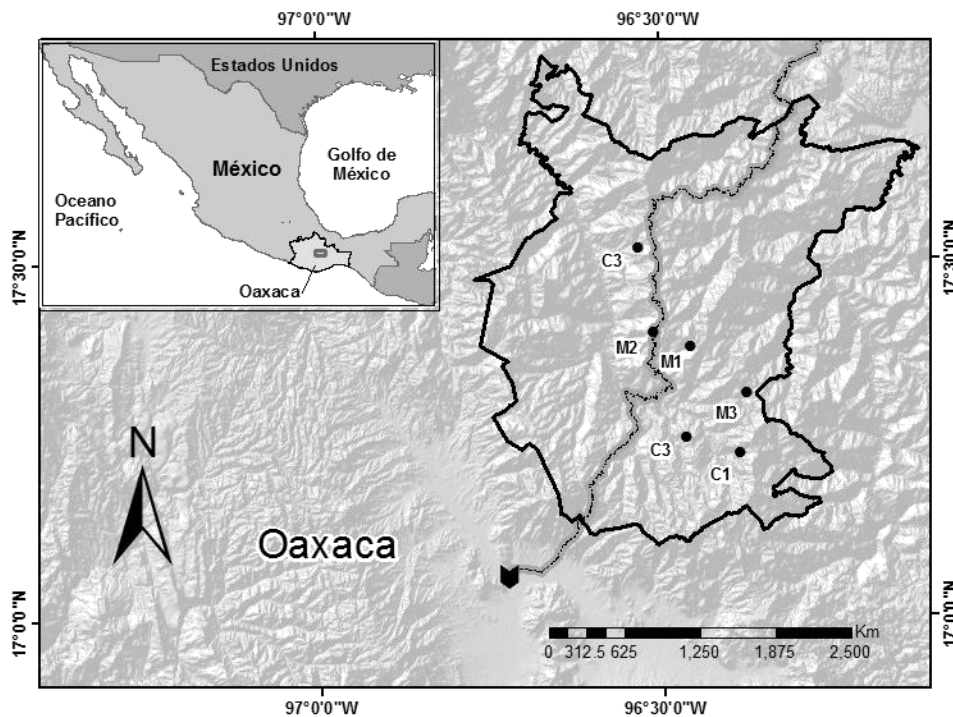 97°0'0"W
96°30'0"W
Estados Unidos
México
Golfo de
México
Oceano
Pacífico
Oaxaca
17°30'0"N
17°30'0"N
C3
M2
M1
M3
C3
C1
N
Oaxaca
17°0'0"N
17°0'0"N
Km
0 312.5 625 1,250 1,875 2,500
97°0'0"W
96°30'0"W